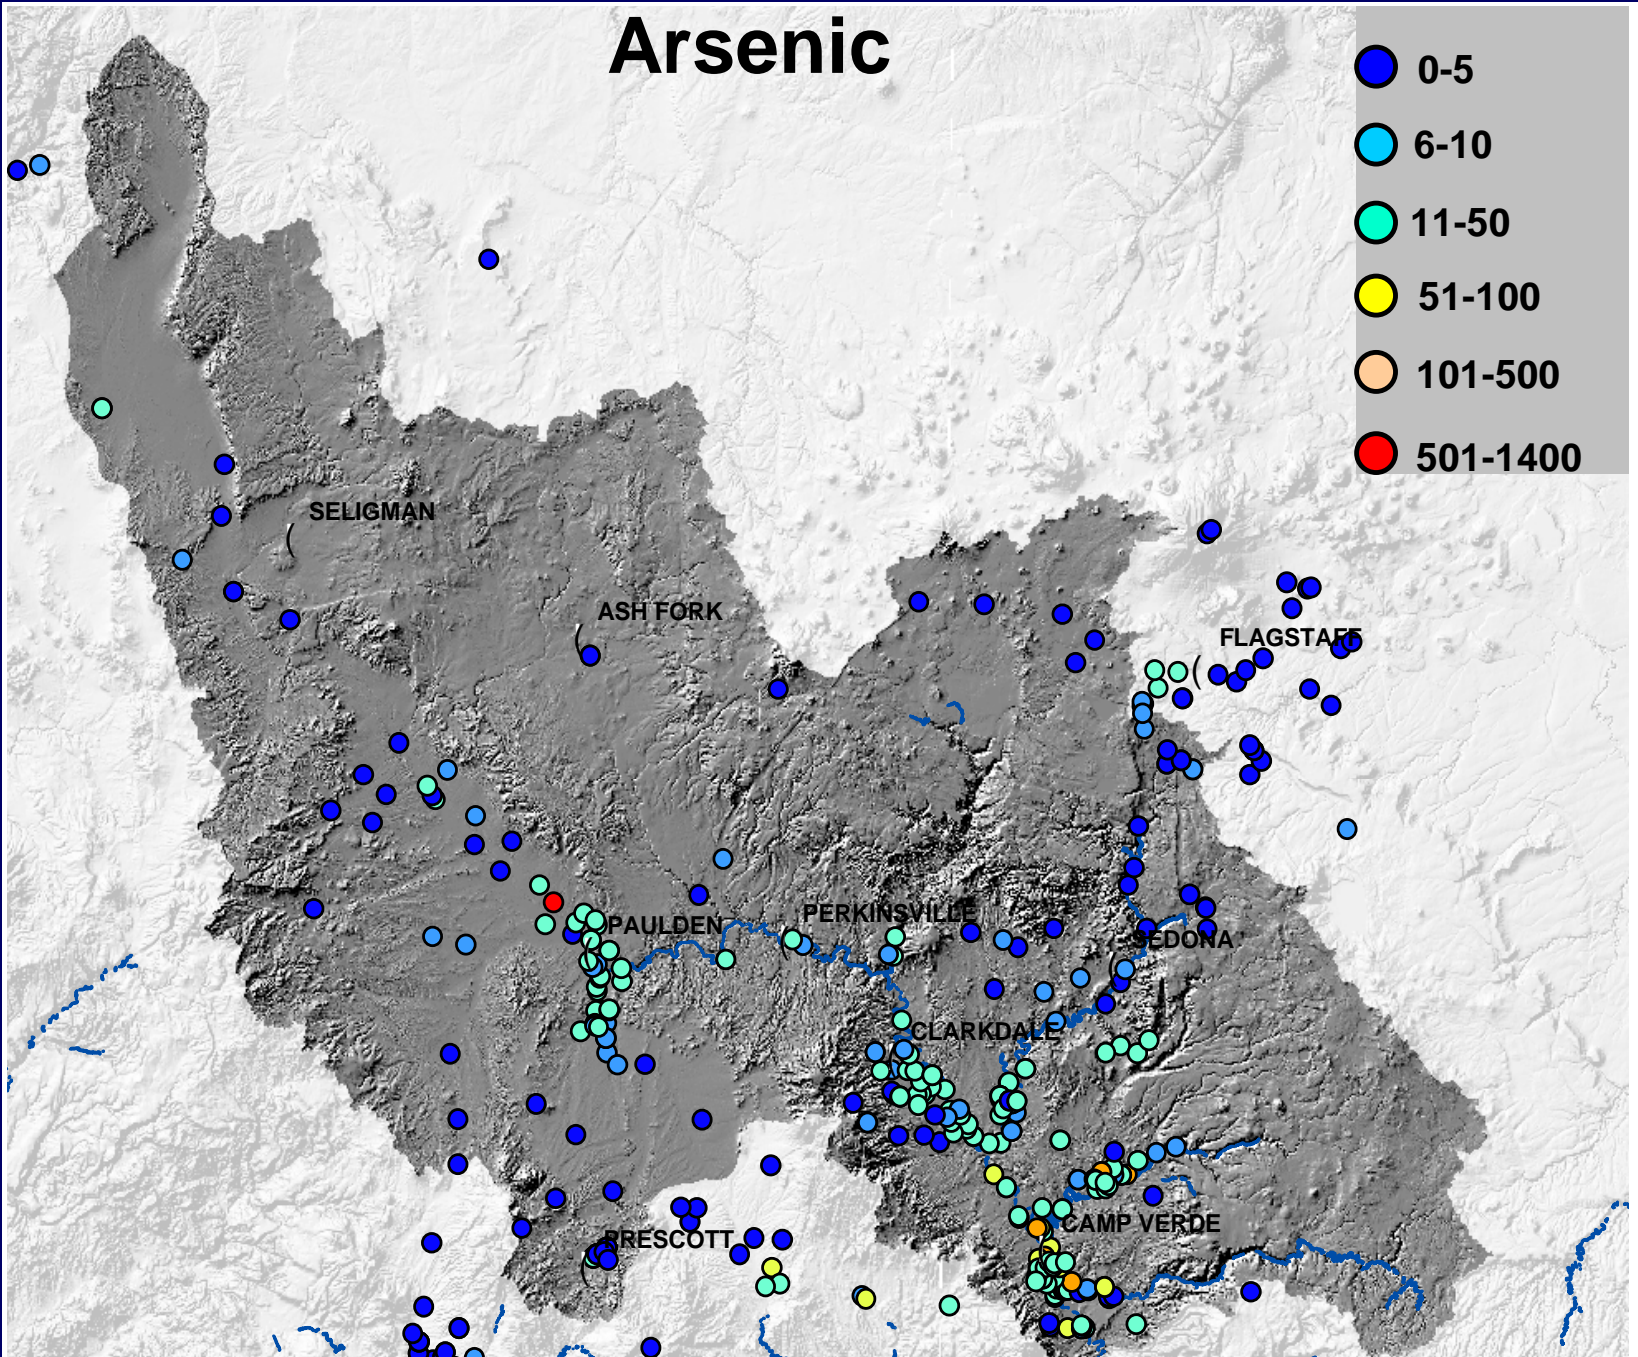 Arsenic
0-5
6-10
11-50
51-100
101-500
501-1400
SELIGMAN
ASH FORK
FLAGSTAFF
PAULDEN
PERKINSVILLE
SEDONA
CLARKDALE
CAMP VERDE
PRESCOTT